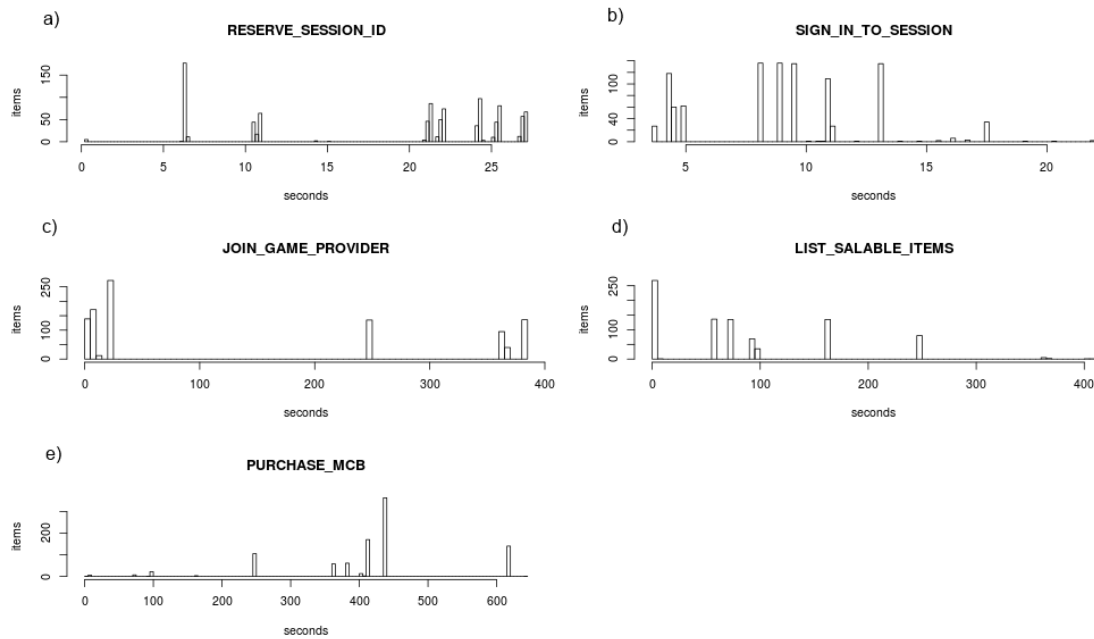 a)
RESERVE_SESSION_ID
items
0 50 150
0 5 10 15 20 25
seconds
b)
SIGN_IN_TO_SESSION
items
0 40 100
5 10 15 20
seconds
c)
JOIN_GAME_PROVIDER
items
0 100 250
0 100 200 300 400
seconds
d)
LIST_SALABLE_ITEMS
items
0 100 250
0 100 200 300 400
seconds
e)
PURCHASE_MCB
items
0 200
0 100 200 300 400 500 600
seconds